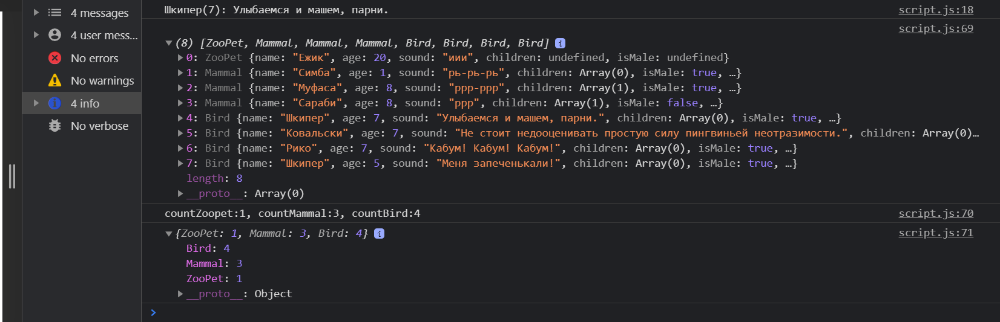 4 messages
4 user mess...
No errors
No warnings
4 info
No verbose
Шкипер(7): Улыбаемся и машем, парни. script.js:18
script.js:69
(8) [ZooPet, Mammal, Mammal, Mammal, Bird, Bird, Bird, Bird] i
0: ZooPet {name: "Ежик", age: 20, sound: "иии", children: undefined, isMale: undefined}
1: Mammal {name: "Симба", age: 1, sound: "рь-рь-рь", children: Array(0), isMale: true, …}
2: Mammal {name: "Муфаса", age: 8, sound: "ррр-ррр", children: Array(1), isMale: true, …}
3: Mammal {name: "Сараби", age: 8, sound: "ррр", children: Array(1), isMale: false, …}
4: Bird {name: "Шкипер", age: 7, sound: "Улыбаемся и машем, парни.", children: Array(0), isMale: true, …}
5: Bird {name: "Ковальски", age: 7, sound: "Не стоит недооценивать простую силу пингвиньей неотразимости.", children: Array(0)…
6: Bird {name: "Рико", age: 7, sound: "Кабум! Кабум! Кабум!", children: Array(0), isMale: true, …}
7: Bird {name: "Шкипер", age: 5, sound: "Меня запеченькали!", children: Array(0), isMale: true, …}
length: 8
__proto__: Array(0)
countZoopet:1, countMammal:3, countBird:4 script.js:70
{ZooPet: 1, Mammal: 3, Bird: 4} i script.js:71
Bird: 4
Mammal: 3
ZooPet: 1
__proto__: Object